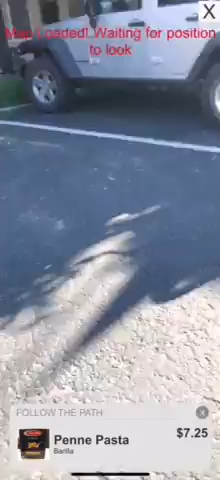 X
Map Loaded! Waiting for position
to look
FOLLOW THE PATH
x
Penne Pasta
$7.25
Barilla